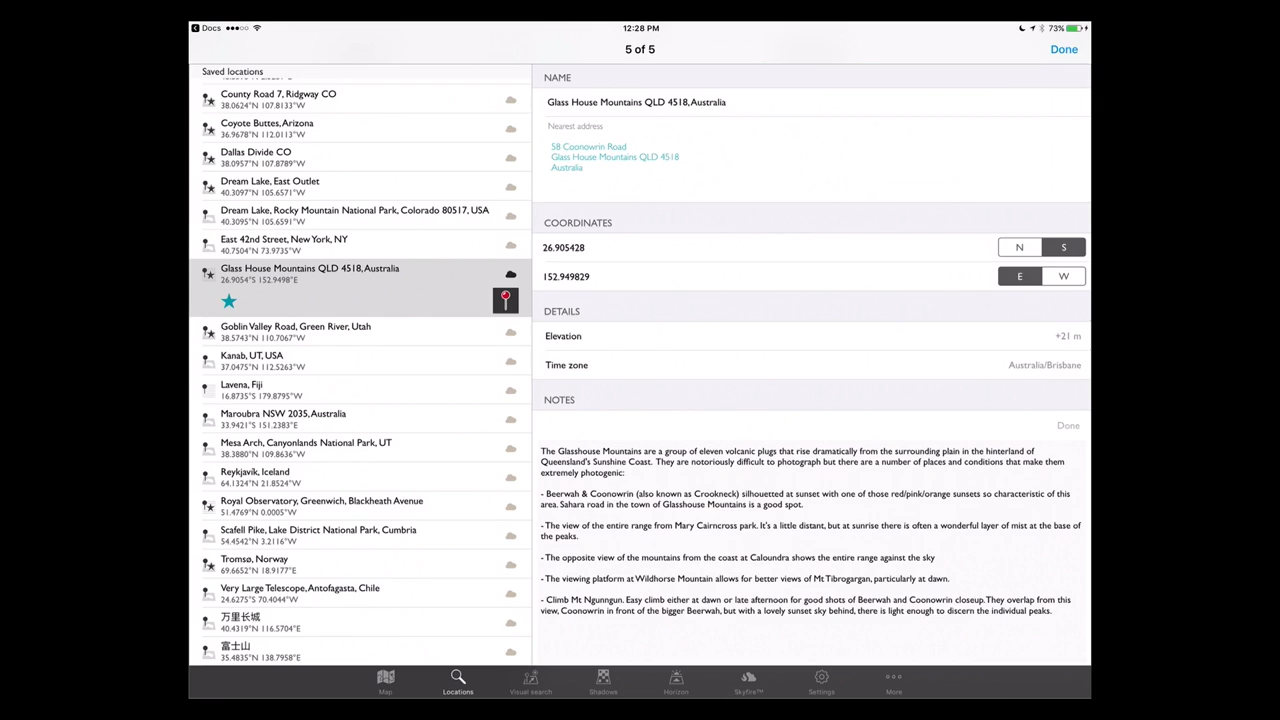 Docs
12:28 PM
73%
5 of 5
Done
Saved locations
County Road 7, Ridgway CO
38.0624°N 107.8133°W
Coyote Buttes, Arizona
36.9678°N 112.0113°W
Dallas Divide CO
38.0957°N 107.8789°W
Dream Lake, East Outlet
40.3097°N 105.6571°W
Dream Lake, Rocky Mountain National Park, Colorado 80517, USA
40.3095°N 105.6591°W
East 42nd Street, New York, NY
40.7504°N 73.9735°W
Glass House Mountains QLD 4518, Australia
26.9054°S 152.9498°E
Goblin Valley Road, Green River, Utah
38.5743°N 110.7067°W
Kanab, UT, USA
37.0475°N 112.5263°W
Lavena, Fiji
16.8735°S 179.8795°W
Maroubra NSW 2035, Australia
33.9421°S 151.2383°E
Mesa Arch, Canyonlands National Park, UT
38.3880°N 109.8636°W
Reykjavík, Iceland
64.1324°N 21.8524°W
Royal Observatory, Greenwich, Blackheath Avenue
51.4769°N 0.0005°W
Scafell Pike, Lake District National Park, Cumbria
54.4542°N 3.2116°W
Tromsø, Norway
69.6652°N 18.9177°E
Very Large Telescope, Antofagasta, Chile
24.6275°S 70.4044°W
万里长城
40.4319°N 116.5704°E
富士山
35.4835°N 138.7958°E
NAME
Glass House Mountains QLD 4518, Australia
Nearest address
58 Coonowrin Road
Glass House Mountains QLD 4518
Australia
COORDINATES
26.905428
N S
152.949829
E W
DETAILS
Elevation
+21 m
Time zone
Australia/Brisbane
NOTES
Done
The Glasshouse Mountains are a group of eleven volcanic plugs that rise dramatically from the surrounding plain in the hinterland of
Queensland's Sunshine Coast. They are notoriously difficult to photograph but there are a number of places and conditions that make them
extremely photogenic:
- Beerwah & Coonowrin (also known as Crookneck) silhouetted at sunset with one of those red/pink/orange sunsets so characteristic of this
area. Sahara road in the town of Glasshouse Mountains is a good spot.
- The view of the entire range from Mary Cairncross park. It's a little distant, but at sunrise there is often a wonderful layer of mist at the base of
the peaks.
- The opposite view of the mountains from the coast at Caloundra shows the entire range against the sky
- The viewing platform at Wildhorse Mountain allows for better views of Mt Tibrogargan, particularly at dawn.
- Climb Mt Ngunngun. Easy climb either at dawn or late afternoon for good shots of Beerwah and Coonowrin closeup. They overlap from this
view, Coonowrin in front of the bigger Beerwah, but with a lovely sunset sky behind, there is light enough to discern the individual peaks.
Map
Locations
Visual search
Shadows
Horizon
Skyfire™
Settings
More